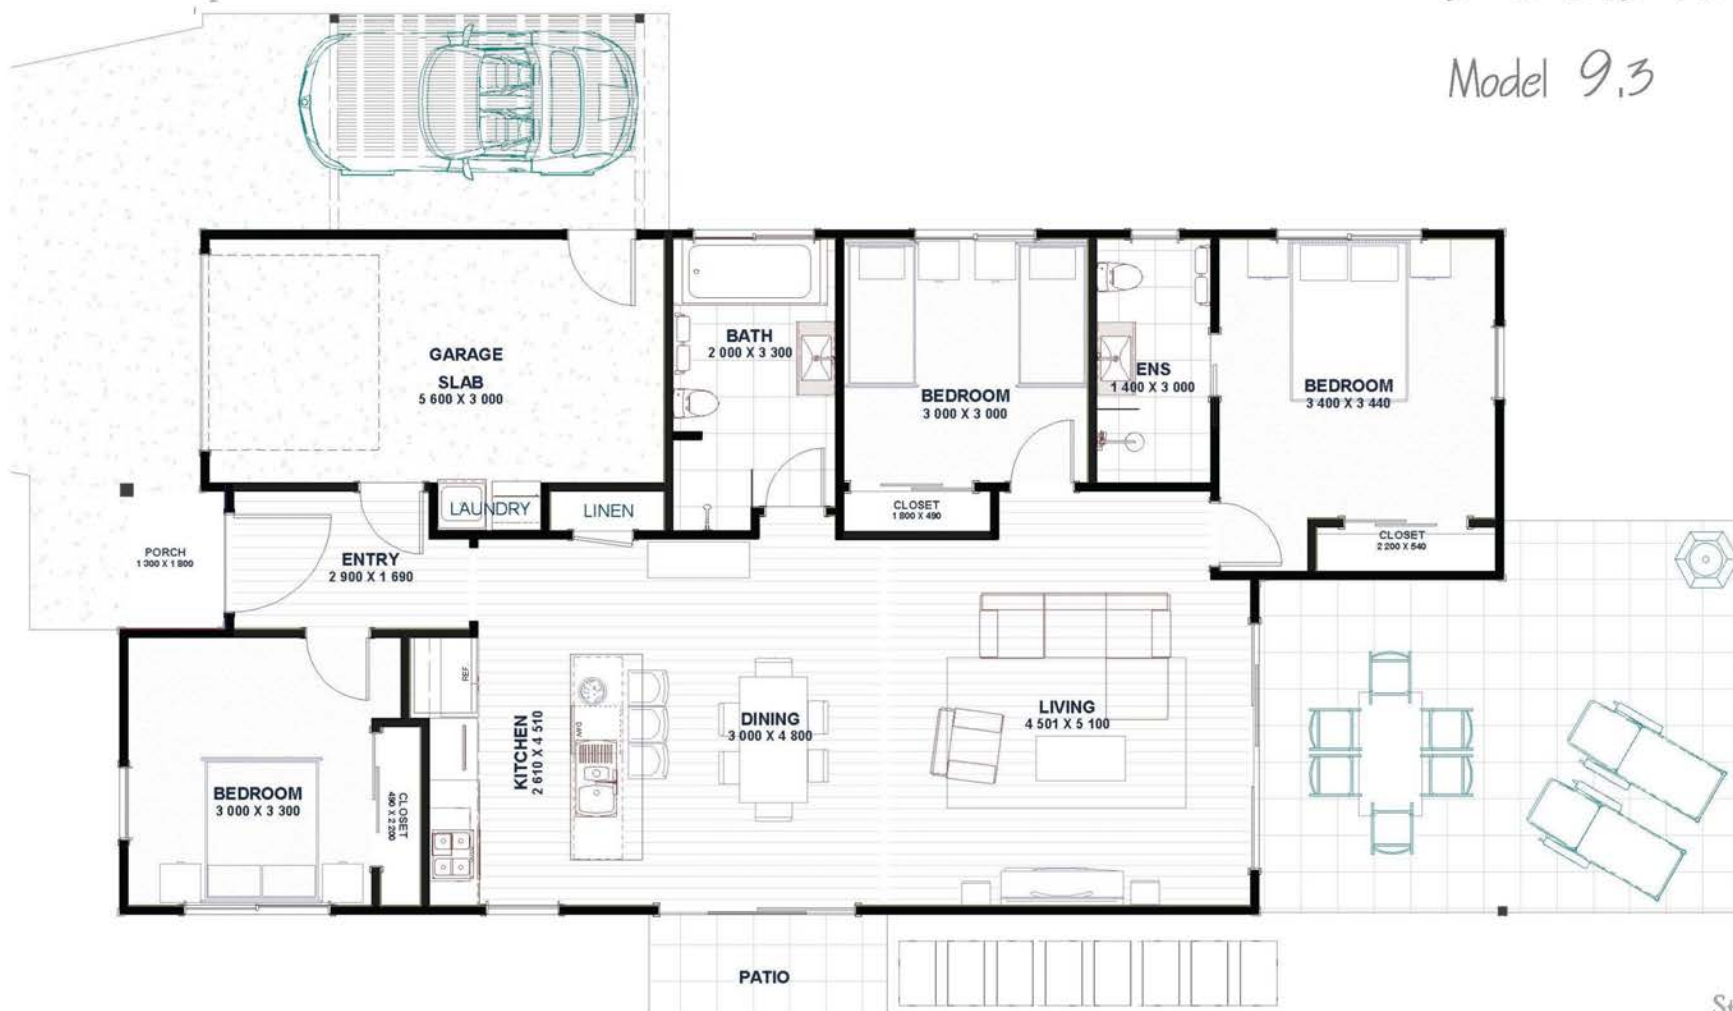 Model 9.3
GARAGE
SLAB
5 600 X 3 000
BATH
2 000 X 3 300
BEDROOM
3 000 X 3 000
ENS
1 400 X 3 000
BEDROOM
3 400 X 3 440
LAUNDRY
LINEN
CLOSET
1 800 X 490
CLOSET
2 200 X 540
PORCH
1 300 X 1 800
ENTRY
2 900 X 1 690
REF
KITCHEN
2 610 X 4 510
D/W
DINING
3 000 X 4 800
LIVING
4 501 X 5 100
BEDROOM
3 000 X 3 300
CLOSET
490 X 2 200
PATIO